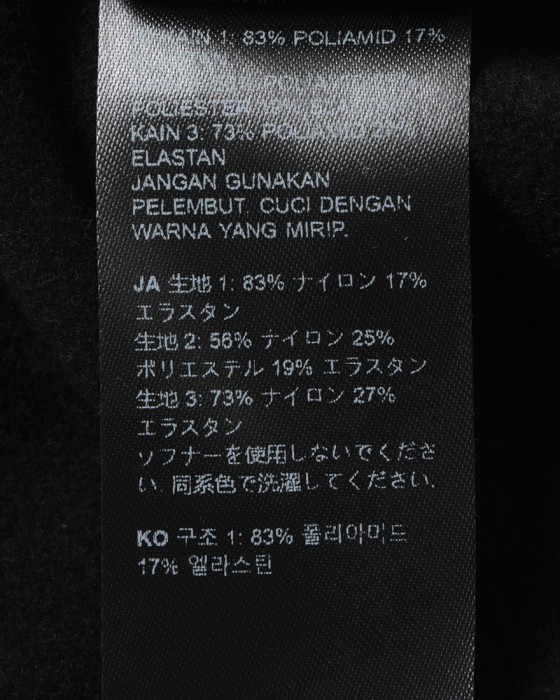 KAIN 1: 83% POLIAMID 17%
POLIESTER
KAIN 3: 73% POLIAMID 27%
ELASTAN
JANGAN GUNAKAN
PELEMBUT. CUCI DENGAN
WARNA YANG MIRIP.
JA 生地 1: 83% ナイロン 17%
エラスタン
生地 2: 56% ナイロン 25%
ポリエステル 19% エラスタン
生地 3: 73% ナイロン 27%
エラスタン
ソフナーを使用しないでくださ
い. 同系色で洗濯してください.
KO 구조 1: 83% 폴리아미드
17% 엘라스틴